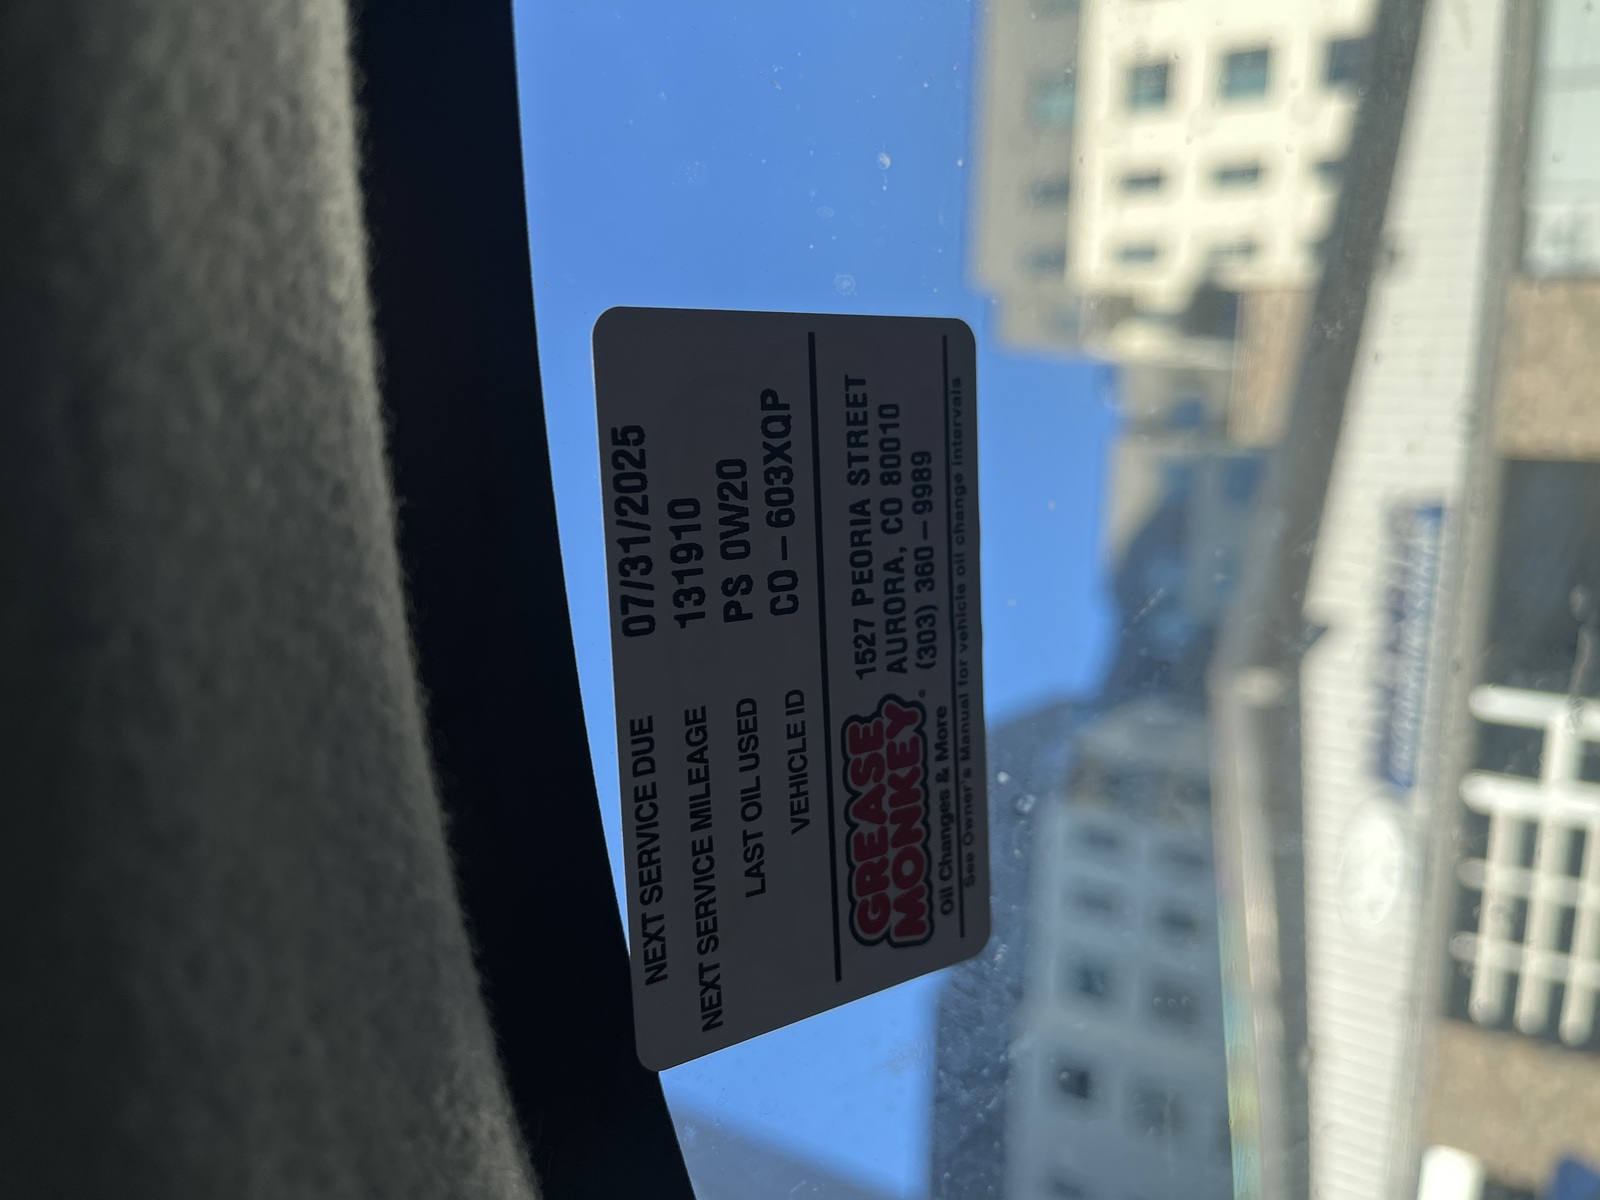 NEXT SERVICE DUE 07/31/2025
NEXT SERVICE MILEAGE 131910
LAST OIL USED PS 0W20
VEHICLE ID CO-603XQP
GREASE MONKEY®
Oil Changes & More
1527 PEORIA STREET
AURORA, CO 80010
(303) 360-9989
See Owner's Manual for vehicle oil change intervals